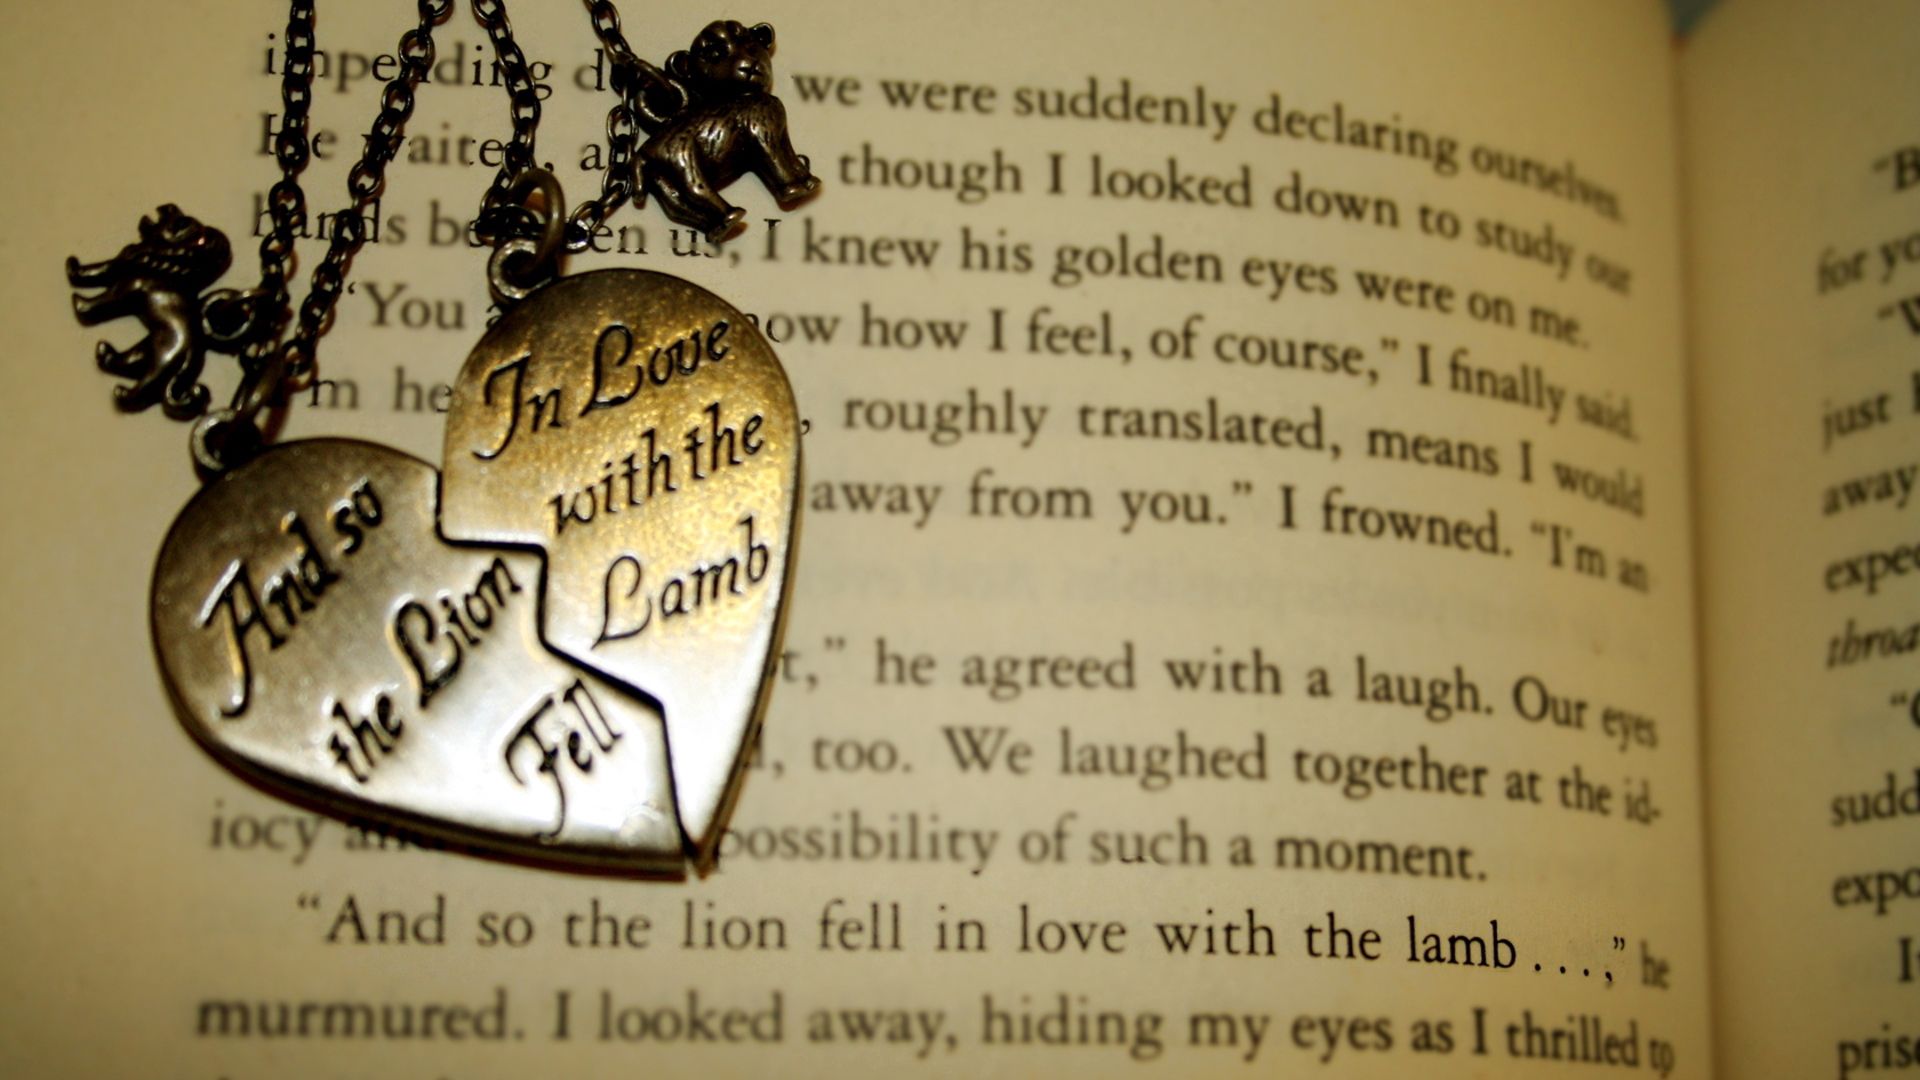 we were suddenly declaring ourselves.
though I looked down to study our
us, I knew his golden eyes were on me.
"You how I feel, of course," I finally said.
roughly translated, means I would
away from you." I frowned. "I'm an
he agreed with a laugh. Our eyes
too. We laughed together at the id-
iocy possibility of such a moment.
"And so the lion fell in love with the lamb . . . ," he
murmured. I looked away, hiding my eyes as I thrilled to
And so
the Lion
Fell
In Love
with the
Lamb
for
just
away